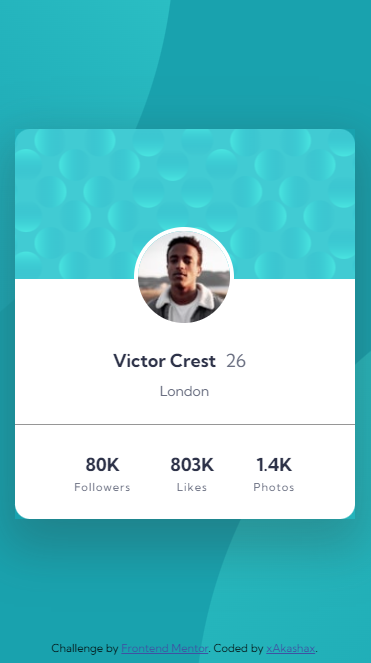 Victor Crest 26
London
80K 803K 1.4K
Followers Likes Photos
Challenge by Frontend Mentor. Coded by xAkashax.